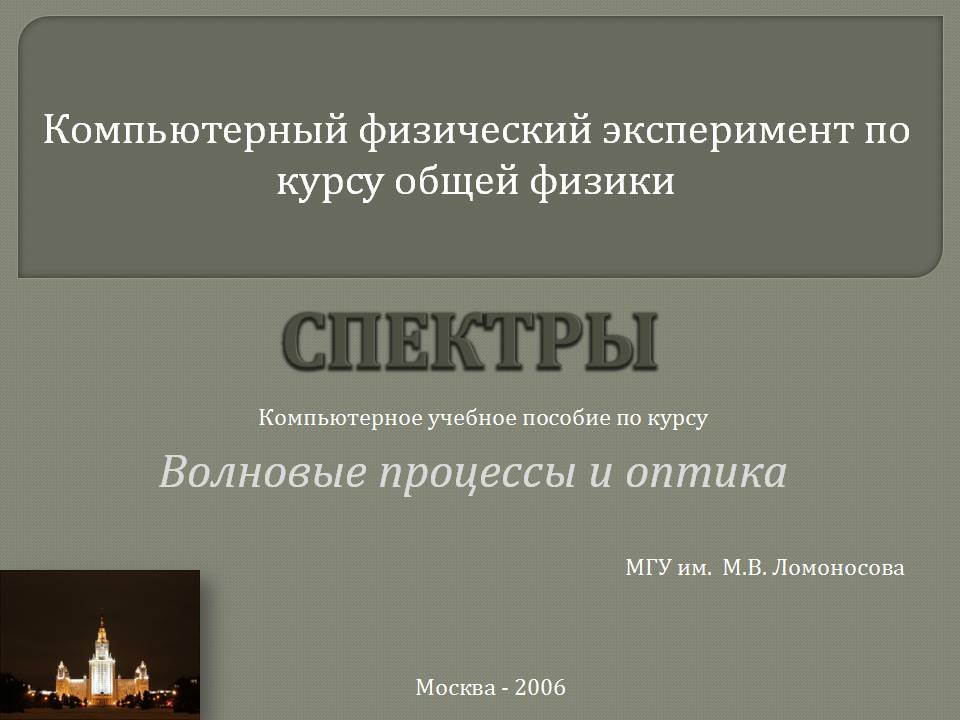 Компьютерный физический эксперимент по
курсу общей физики
СПЕКТРЫ
Компьютерное учебное пособие по курсу
Волновые процессы и оптика
МГУ им. М.В. Ломоносова
Москва - 2006